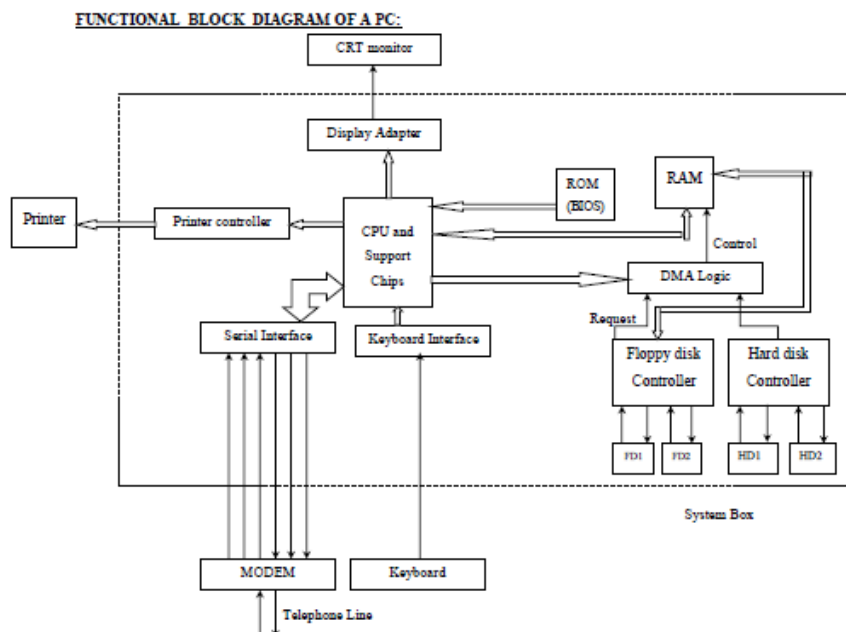 FUNCTIONAL BLOCK DIAGRAM OF A PC:
CRT monitor
Display Adapter
ROM
(BIOS)
RAM
Printer
Printer controller
CPU and
Support
Chips
Control
DMA Logic
Request
Serial Interface
Keyboard Interface
Floppy disk
Controller
Hard disk
Controller
FD1
FD2
HD1
HD2
System Box
MODEM
Keyboard
Telephone Line